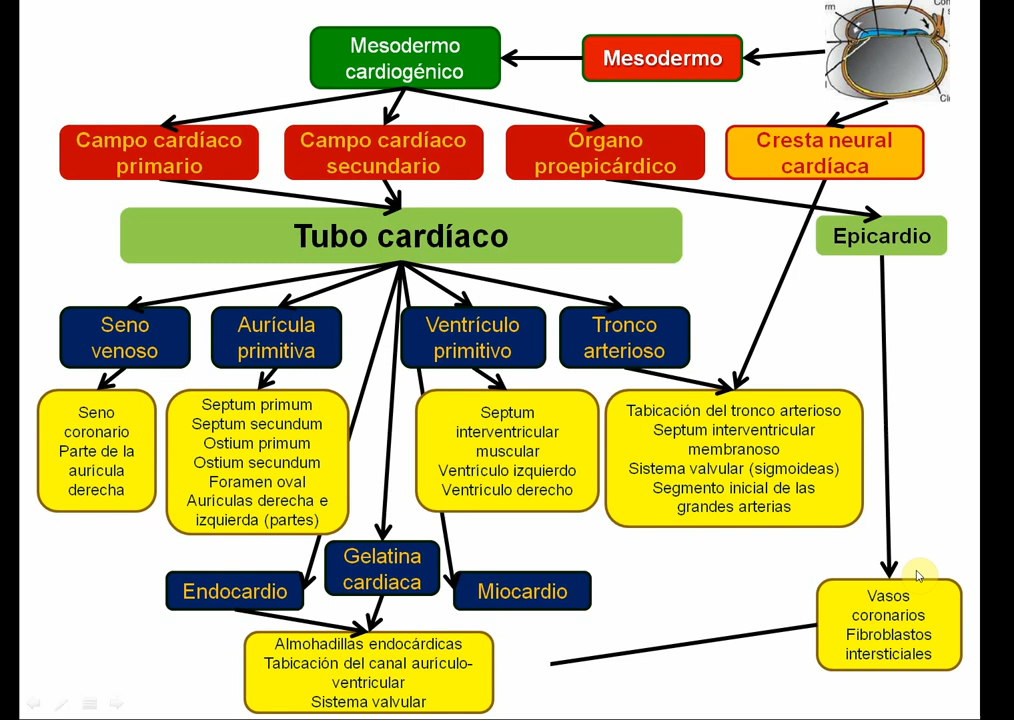 Mesodermo
cardiogénico
Mesodermo
Campo cardíaco
primario
Campo cardíaco
secundario
Órgano
proepicárdico
Cresta neural
cardíaca
Tubo cardíaco
Epicardio
Seno
venoso
Aurícula
primitiva
Ventrículo
primitivo
Tronco
arterioso
Seno
coronario
Parte de la
aurícula
derecha
Septum primum
Septum secundum
Ostium primum
Ostium secundum
Foramen oval
Aurículas derecha e
izquierda (partes)
Septum
interventricular
muscular
Ventrículo izquierdo
Ventrículo derecho
Tabicación del tronco arterioso
Septum interventricular
membranoso
Sistema valvular (sigmoideas)
Segmento inicial de las
grandes arterias
Gelatina
cardiaca
Endocardio
Miocardio
Almohadillas endocárdicas
Tabicación del canal aurículo-
ventricular
Sistema valvular
Vasos
coronarios
Fibroblastos
intersticiales